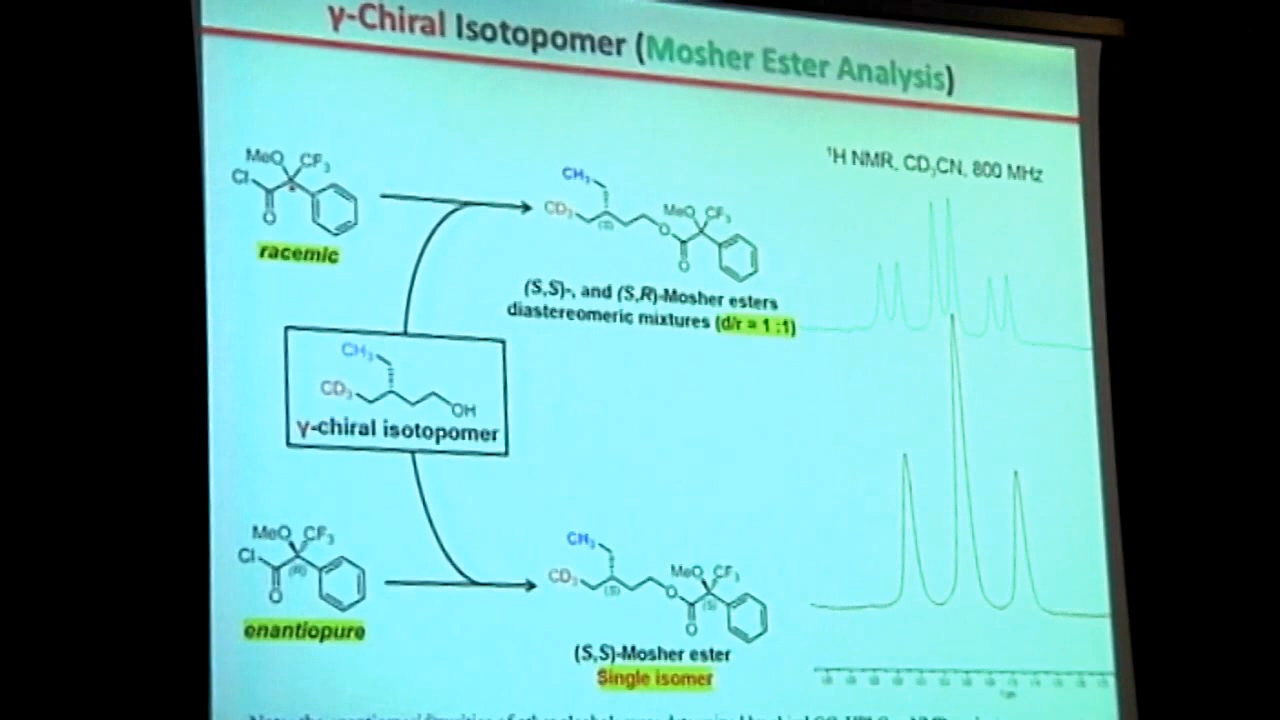 γ-Chiral Isotopomer (Mosher Ester Analysis)
¹H NMR, CD₃CN, 800 MHz
MeO CF₃
Cl
O
racemic
CH₃
CD₃
(S)
MeO CF₃
O
O
(S,S)-, and (S,R)-Mosher esters
diastereomeric mixtures (d/r = 1 :1)
CH₃
CD₃
OH
γ-chiral isotopomer
MeO CF₃
Cl
(R)
O
enantiopure
CH₃
CD₃
(S)
MeO CF₃
O
(S)
O
(S,S)-Mosher ester
Single isomer